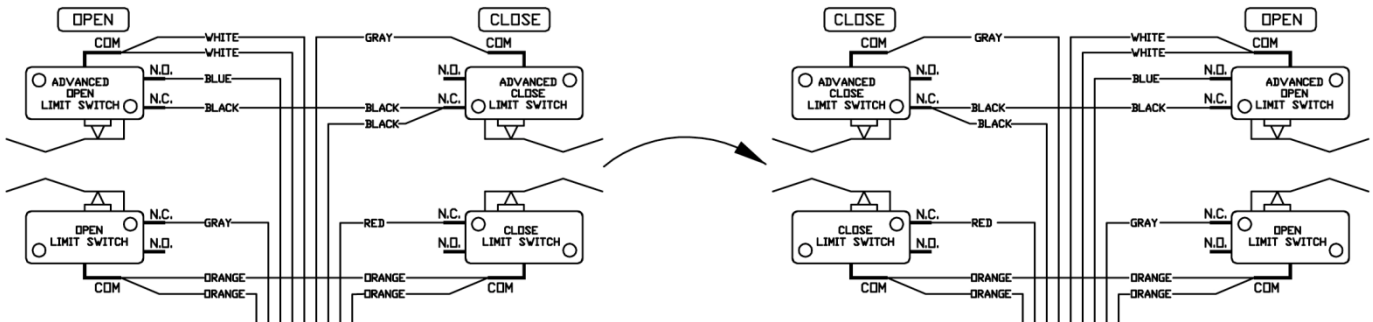 OPEN
CLOSE
COM
WHITE
GRAY
COM
WHITE
N.O.
N.O.
ADVANCED
OPEN
LIMIT SWITCH
BLUE
ADVANCED
CLOSE
LIMIT SWITCH
N.C.
BLACK
BLACK
N.C.
BLACK
OPEN
LIMIT SWITCH
N.C.
GRAY
RED
N.C.
CLOSE
LIMIT SWITCH
N.O.
N.O.
ORANGE
ORANGE
COM
ORANGE
ORANGE
COM
CLOSE
OPEN
COM
GRAY
WHITE
COM
WHITE
N.O.
N.O.
ADVANCED
CLOSE
LIMIT SWITCH
BLUE
ADVANCED
OPEN
LIMIT SWITCH
N.C.
BLACK
BLACK
N.C.
BLACK
CLOSE
LIMIT SWITCH
N.C.
RED
GRAY
N.C.
OPEN
LIMIT SWITCH
N.O.
N.O.
ORANGE
ORANGE
COM
ORANGE
ORANGE
COM